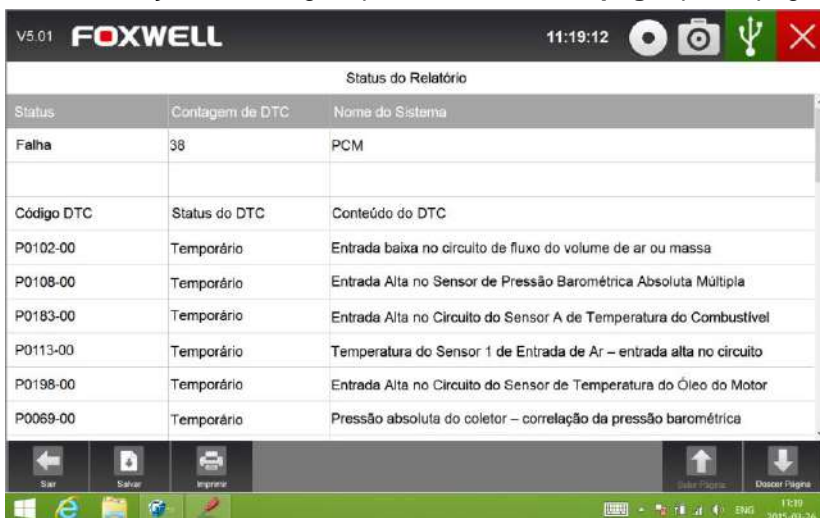 V5.01 FOXWELL 11:19:12
Status do Relatório
Status Contagem de DTC Nome do Sistema
Falha 38 PCM
Código DTC Status do DTC Conteúdo do DTC
P0102-00 Temporário Entrada baixa no circuito de fluxo do volume de ar ou massa
P0108-00 Temporário Entrada Alta no Sensor de Pressão Barométrica Absoluta Múltipla
P0183-00 Temporário Entrada Alta no Circuito do Sensor A de Temperatura do Combustível
P0113-00 Temporário Temperatura do Sensor 1 de Entrada de Ar – entrada alta no circuito
P0198-00 Temporário Entrada Alta no Circuito do Sensor de Temperatura do Óleo do Motor
P0069-00 Temporário Pressão absoluta do coletor – correlação da pressão barométrica
Sair Salvar Imprimir Subir Página Descer Página
ENG 11:19
2015-03-26